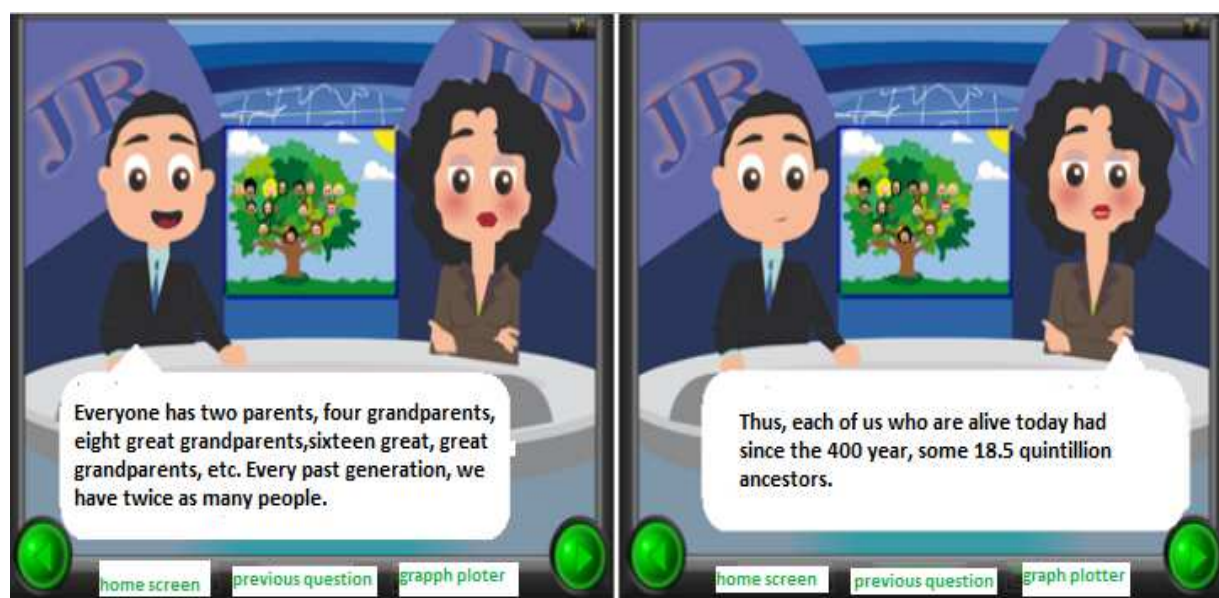 JR
JR
Everyone has two parents, four grandparents,
eight great grandparents,sixteen great, great
grandparents, etc. Every past generation, we
have twice as many people.
home screen
previous question
grapph ploter
JR
JR
Thus, each of us who are alive today had
since the 400 year, some 18.5 quintillion
ancestors.
home screen
previous question
graph plotter